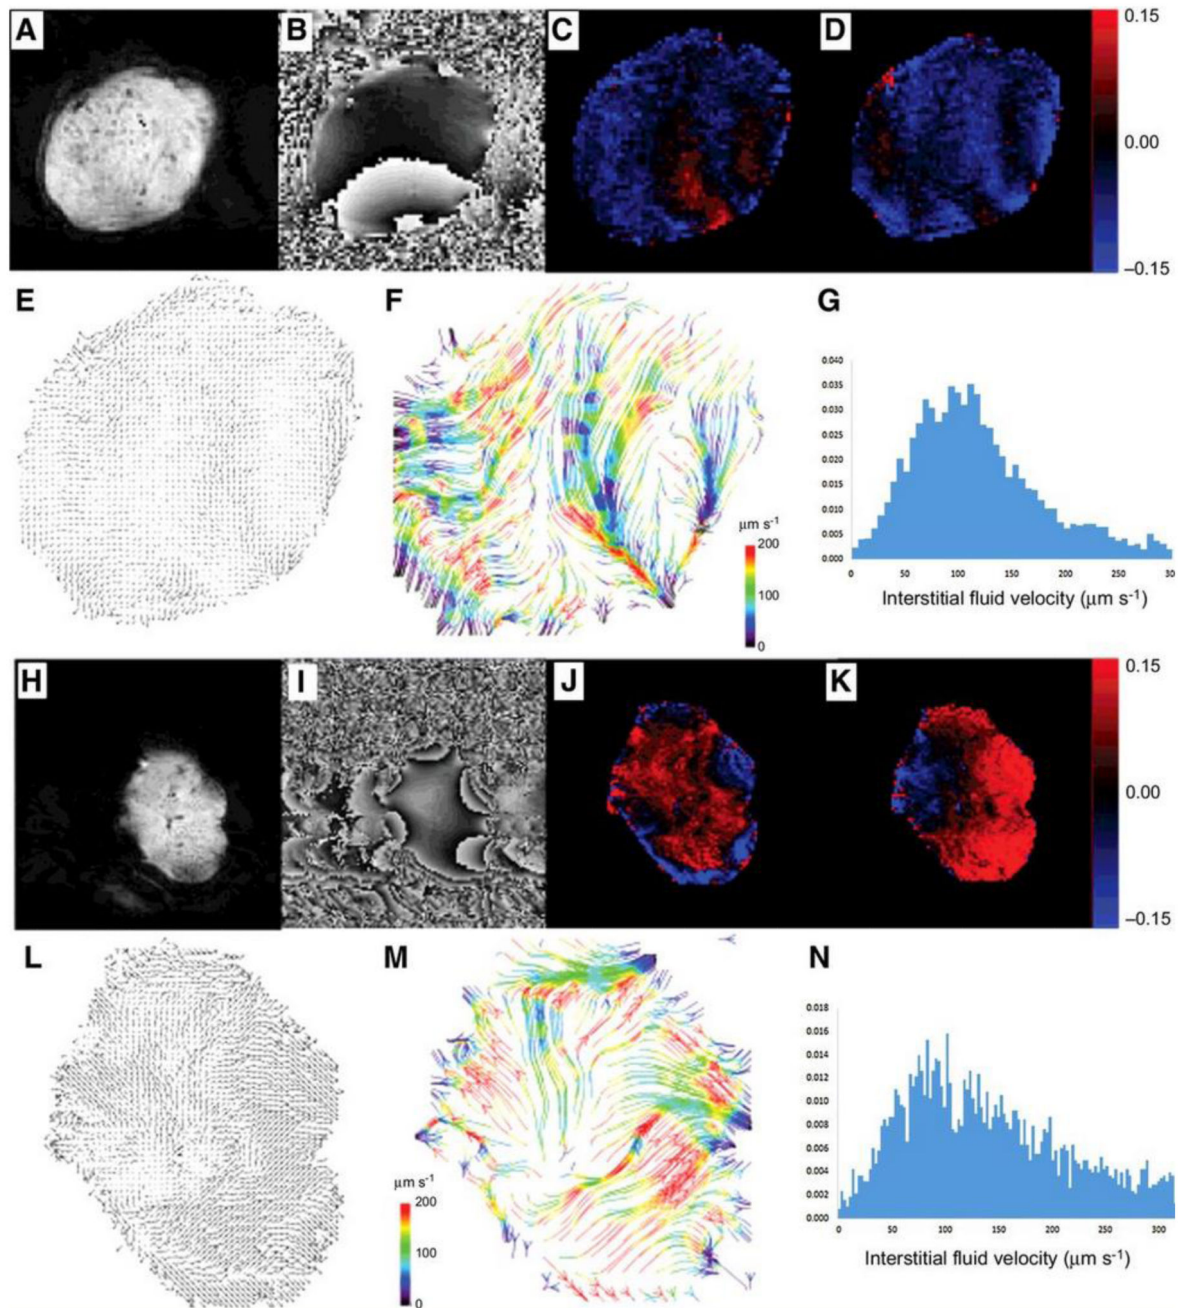 A
B
C
D
0.15
0.00
–0.15
E
F
G
μm s-1
200
100
0
0.040
0.035
0.030
0.025
0.020
0.015
0.010
0.005
0.000
0 50 100 150 200 250 30
Interstitial fluid velocity (μm s-1)
H
I
J
K
0.15
0.00
–0.15
L
M
N
μm s-1
200
100
0
0.018
0.016
0.014
0.012
0.010
0.008
0.006
0.004
0.002
0.000
0 50 100 150 200 250 300
Interstitial fluid velocity (μm s-1)